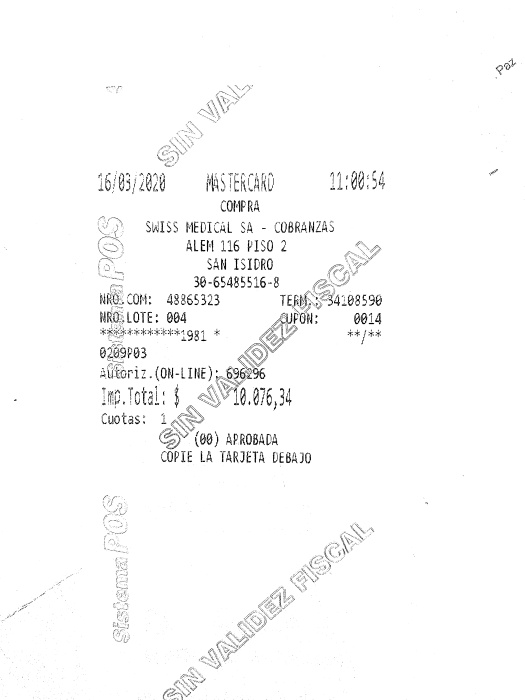 Paz
SIN VAL
16/03/2020 MASTERCARD 11:00:54
COMPRA
SWISS MEDICAL SA - COBRANZAS
ALEM 116 PISO 2
SAN ISIDRO
30-65485516-8
NRO.COM: 48865323 TERM.: 34108590
NRO.LOTE: 004 CUPON: 0014
************1981 * **/**
0209P03
Autoriz.(ON-LINE): 696296
Imp.Total: $ 10.076,34
Cuotas: 1
(00) APROBADA
COPIE LA TARJETA DEBAJO
Sistema POS
SIN VALIDEZ FISCAL
Sistema POS
SIN VALIDEZ FISCAL